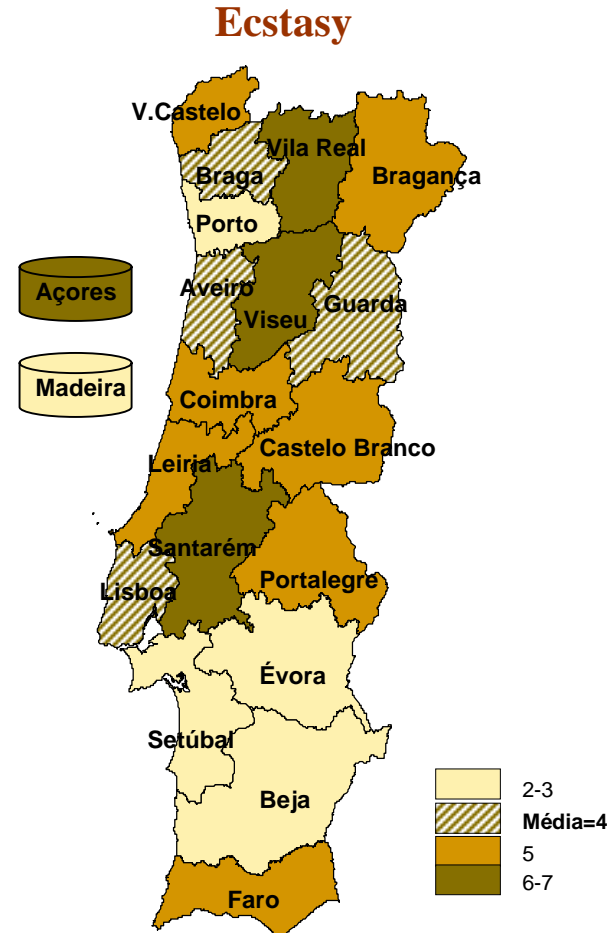 Ecstasy
V.Castelo
Vila Real
Braga
Bragança
Porto
Açores
Aveiro
Guarda
Viseu
Madeira
Coimbra
Castelo Branco
Leiria
Santarém
Portalegre
Lisboa
Évora
Setúbal
Beja
2-3
Média=4
5
6-7
Faro